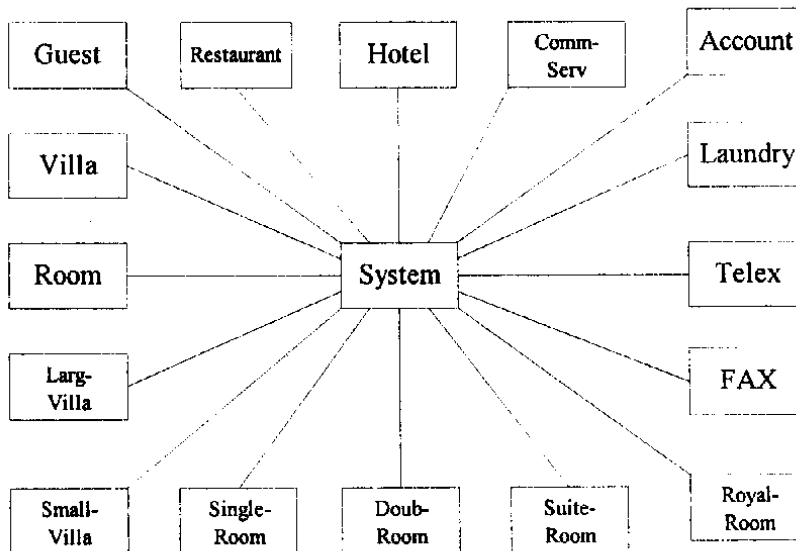 Guest
Restaurant
Hotel
Comm-
Serv
Account
Villa
Laundry
Room
System
Telex
Larg-
Villa
FAX
Small-
Villa
Single-
Room
Doub-
Room
Suite-
Room
Royal-
Room